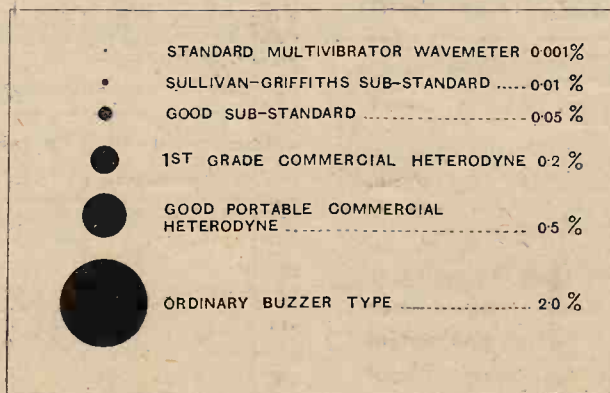 STANDARD MULTIVIBRATOR WAVEMETER 0·001%
SULLIVAN-GRIFFITHS SUB-STANDARD ..... 0·01 %
GOOD SUB-STANDARD ........................ 0·05 %
1ST GRADE COMMERCIAL HETERODYNE 0·2 %
GOOD PORTABLE COMMERCIAL
HETERODYNE ................................... 0·5 %
ORDINARY BUZZER TYPE .................. 2·0 %